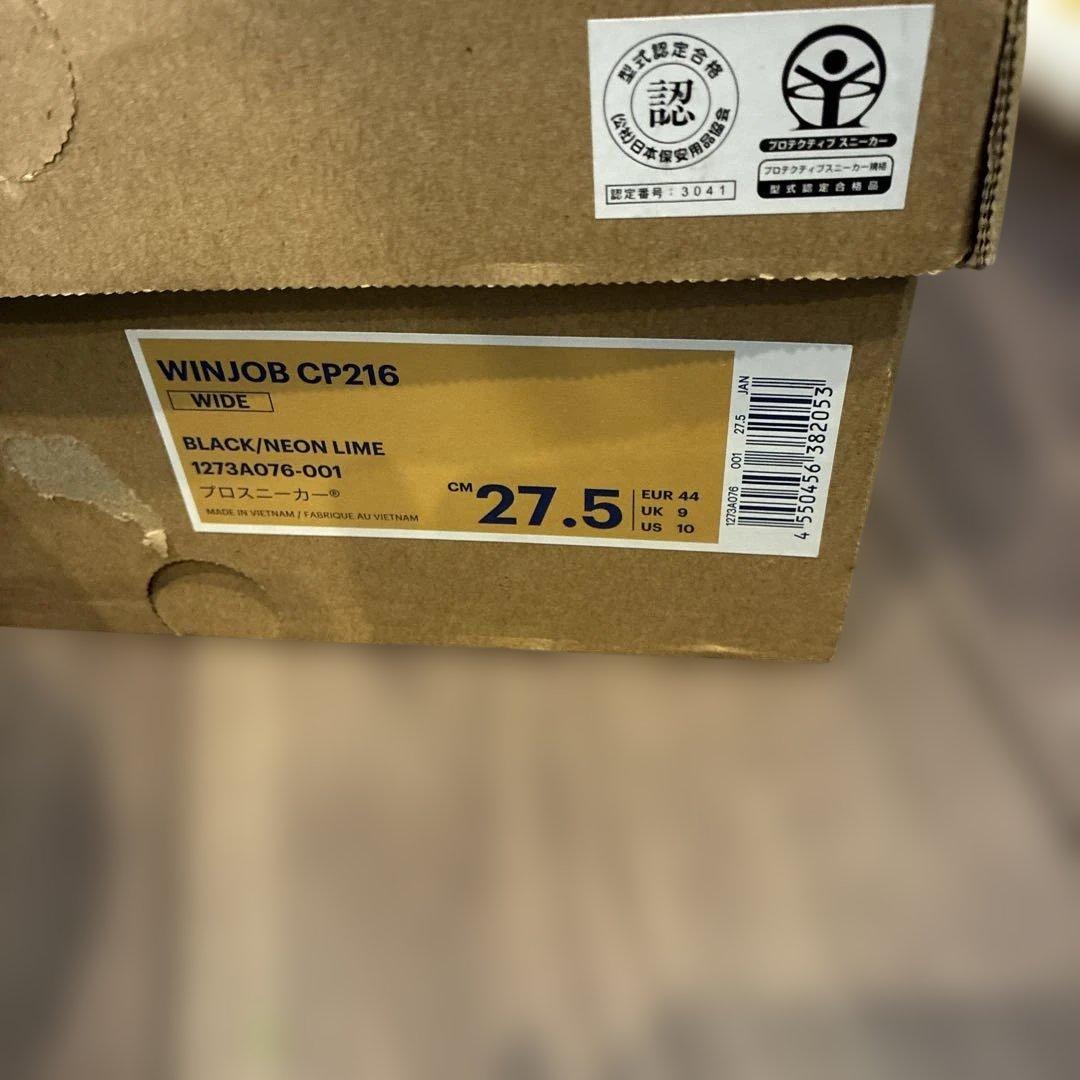 型式認定合格
認
(公社)日本保安用品協会
認定番号：3041
プロテクティブ スニーカー
プロテクティブスニーカー規格
型式認定合格品
WINJOB CP216
WIDE
BLACK/NEON LIME
1273A076-001
プロスニーカー®
MADE IN VIETNAM / FABRIQUE AU VIETNAM
CM 27.5
EUR 44
UK 9
US 10
1273A076 001 27.5 JAN
4 550456 382053